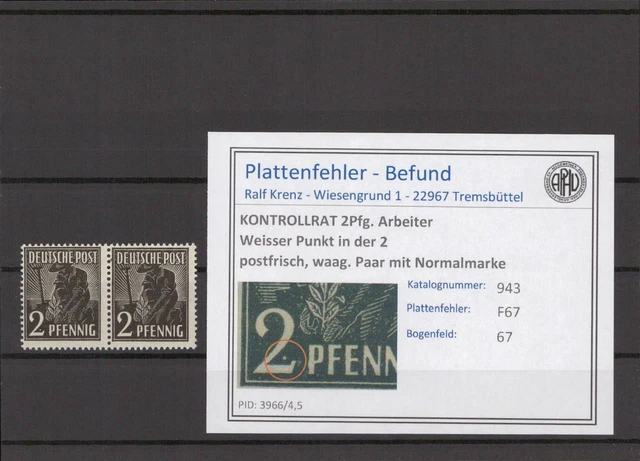 DEUTSCHE POST
2 PFENNIG
DEUTSCHE POST
2 PFENNIG
Plattenfehler - Befund
Ralf Krenz - Wiesengrund 1 - 22967 Tremsbüttel
APHV
KONTROLLRAT 2Pfg. Arbeiter
Weisser Punkt in der 2
postfrisch, waag. Paar mit Normalmarke
2 PFENN
Katalognummer: 943
Plattenfehler: F67
Bogenfeld: 67
PID: 3966/4,5